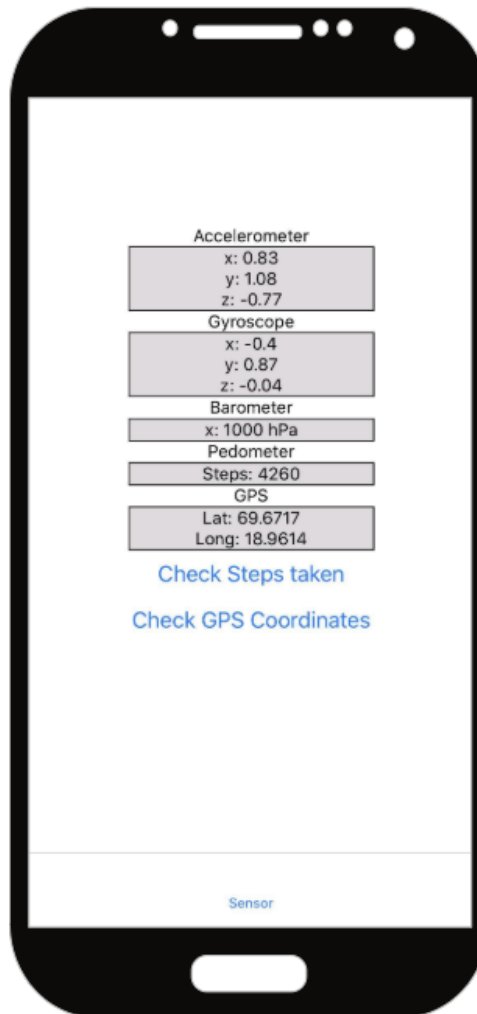 Accelerometer
x: 0.83
y: 1.08
z: -0.77
Gyroscope
x: -0.4
y: 0.87
z: -0.04
Barometer
x: 1000 hPa
Pedometer
Steps: 4260
GPS
Lat: 69.6717
Long: 18.9614
Check Steps taken
Check GPS Coordinates
Sensor